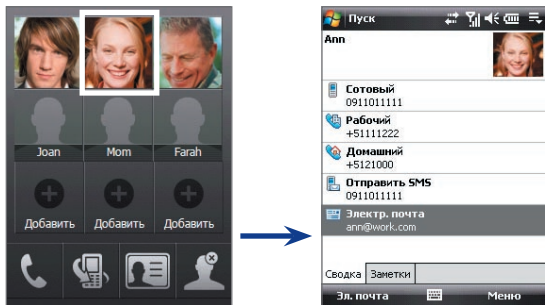 Joan Mom Farah
Добавить Добавить Добавить
Пуск
Ann
Сотовый
0911011111
Рабочий
+51111222
Домашний
+5121000
Отправить SMS
0911011111
Электр. почта
ann@work.com
Сводка Заметки
Эл. почта Меню